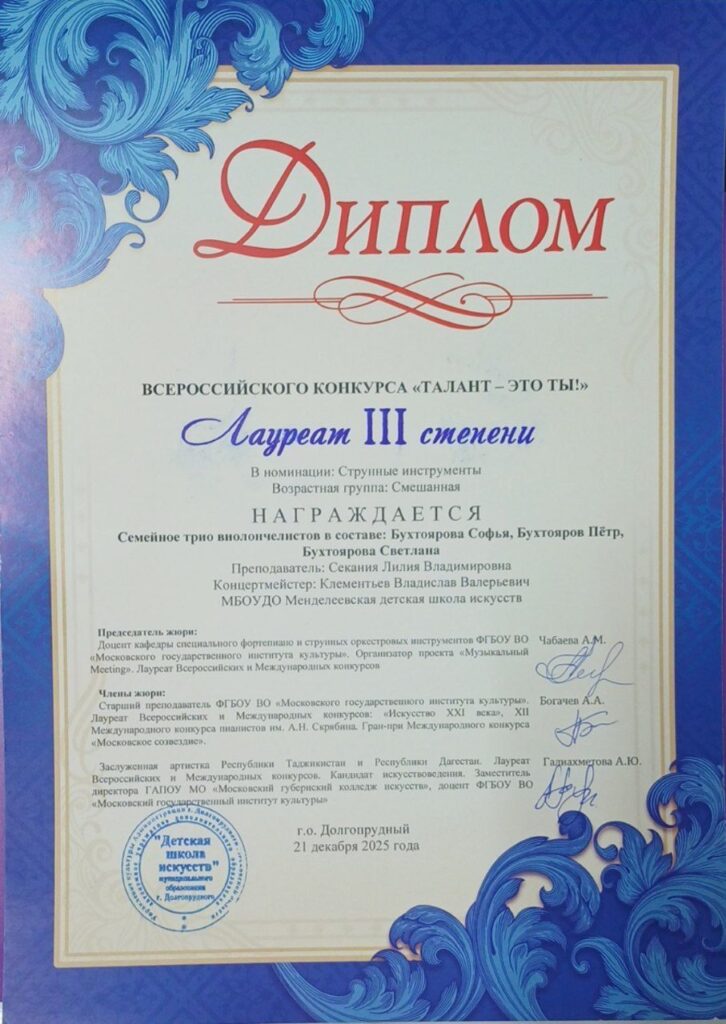 Диплом
ВСЕРОССИЙСКОГО КОНКУРСА «ТАЛАНТ – ЭТО ТЫ!»
Лауреат III степени
В номинации: Струнные инструменты
Возрастная группа: Смешанная
НАГРАЖДАЕТСЯ
Семейное трио виолончелистов в составе: Бухтоярова Софья, Бухтояров Пётр,
Бухтоярова Светлана
Преподаватель: Секания Лилия Владимировна
Концертмейстер: Клементьев Владислав Валерьевич
МБОУДО Менделеевская детская школа искусств
Председатель жюри:
Доцент кафедры специального фортепиано и струнных оркестровых инструментов ФГБОУ ВО Чабаева А.М.
«Московского государственного института культуры». Организатор проекта «Музыкальный
Meeting». Лауреат Всероссийских и Международных конкурсов
Члены жюри:
Старший преподаватель ФГБОУ ВО «Московского государственного института культуры». Богачев А.А.
Лауреат Всероссийских и Международных конкурсов: «Искусство XXI века», XII
Международного конкурса пианистов им. А.Н. Скрябина. Гран-при Международного конкурса
«Московское созвездие».
Заслуженная артистка Республики Таджикистан и Республики Дагестан. Лауреат Гадиахметова А.Ю.
Всероссийских и Международных конкурсов. Кандидат искусствоведения. Заместитель
директора ГАПОУ МО «Московский губернский колледж искусств», доцент ФГБОУ ВО
«Московский государственный институт культуры»
"Детская
школа
искусств"
муниципального
образования
г. Долгопрудного
г.о. Долгопрудный
21 декабря 2025 года